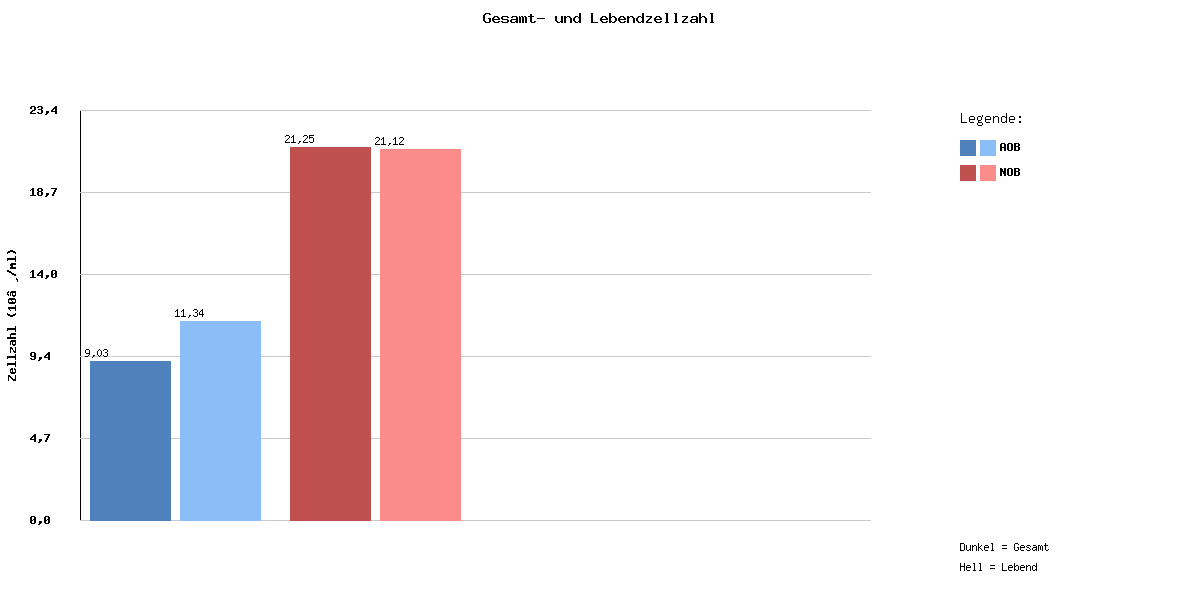 Gesamt- und Lebendzellzahl
Zellzahl (10â ¸/ml)
23,4
18,7
14,0
9,4
4,7
0,0
9,03
11,34
21,25
21,12
Legende:
AOB
NOB
Dunkel = Gesamt
Hell = Lebend